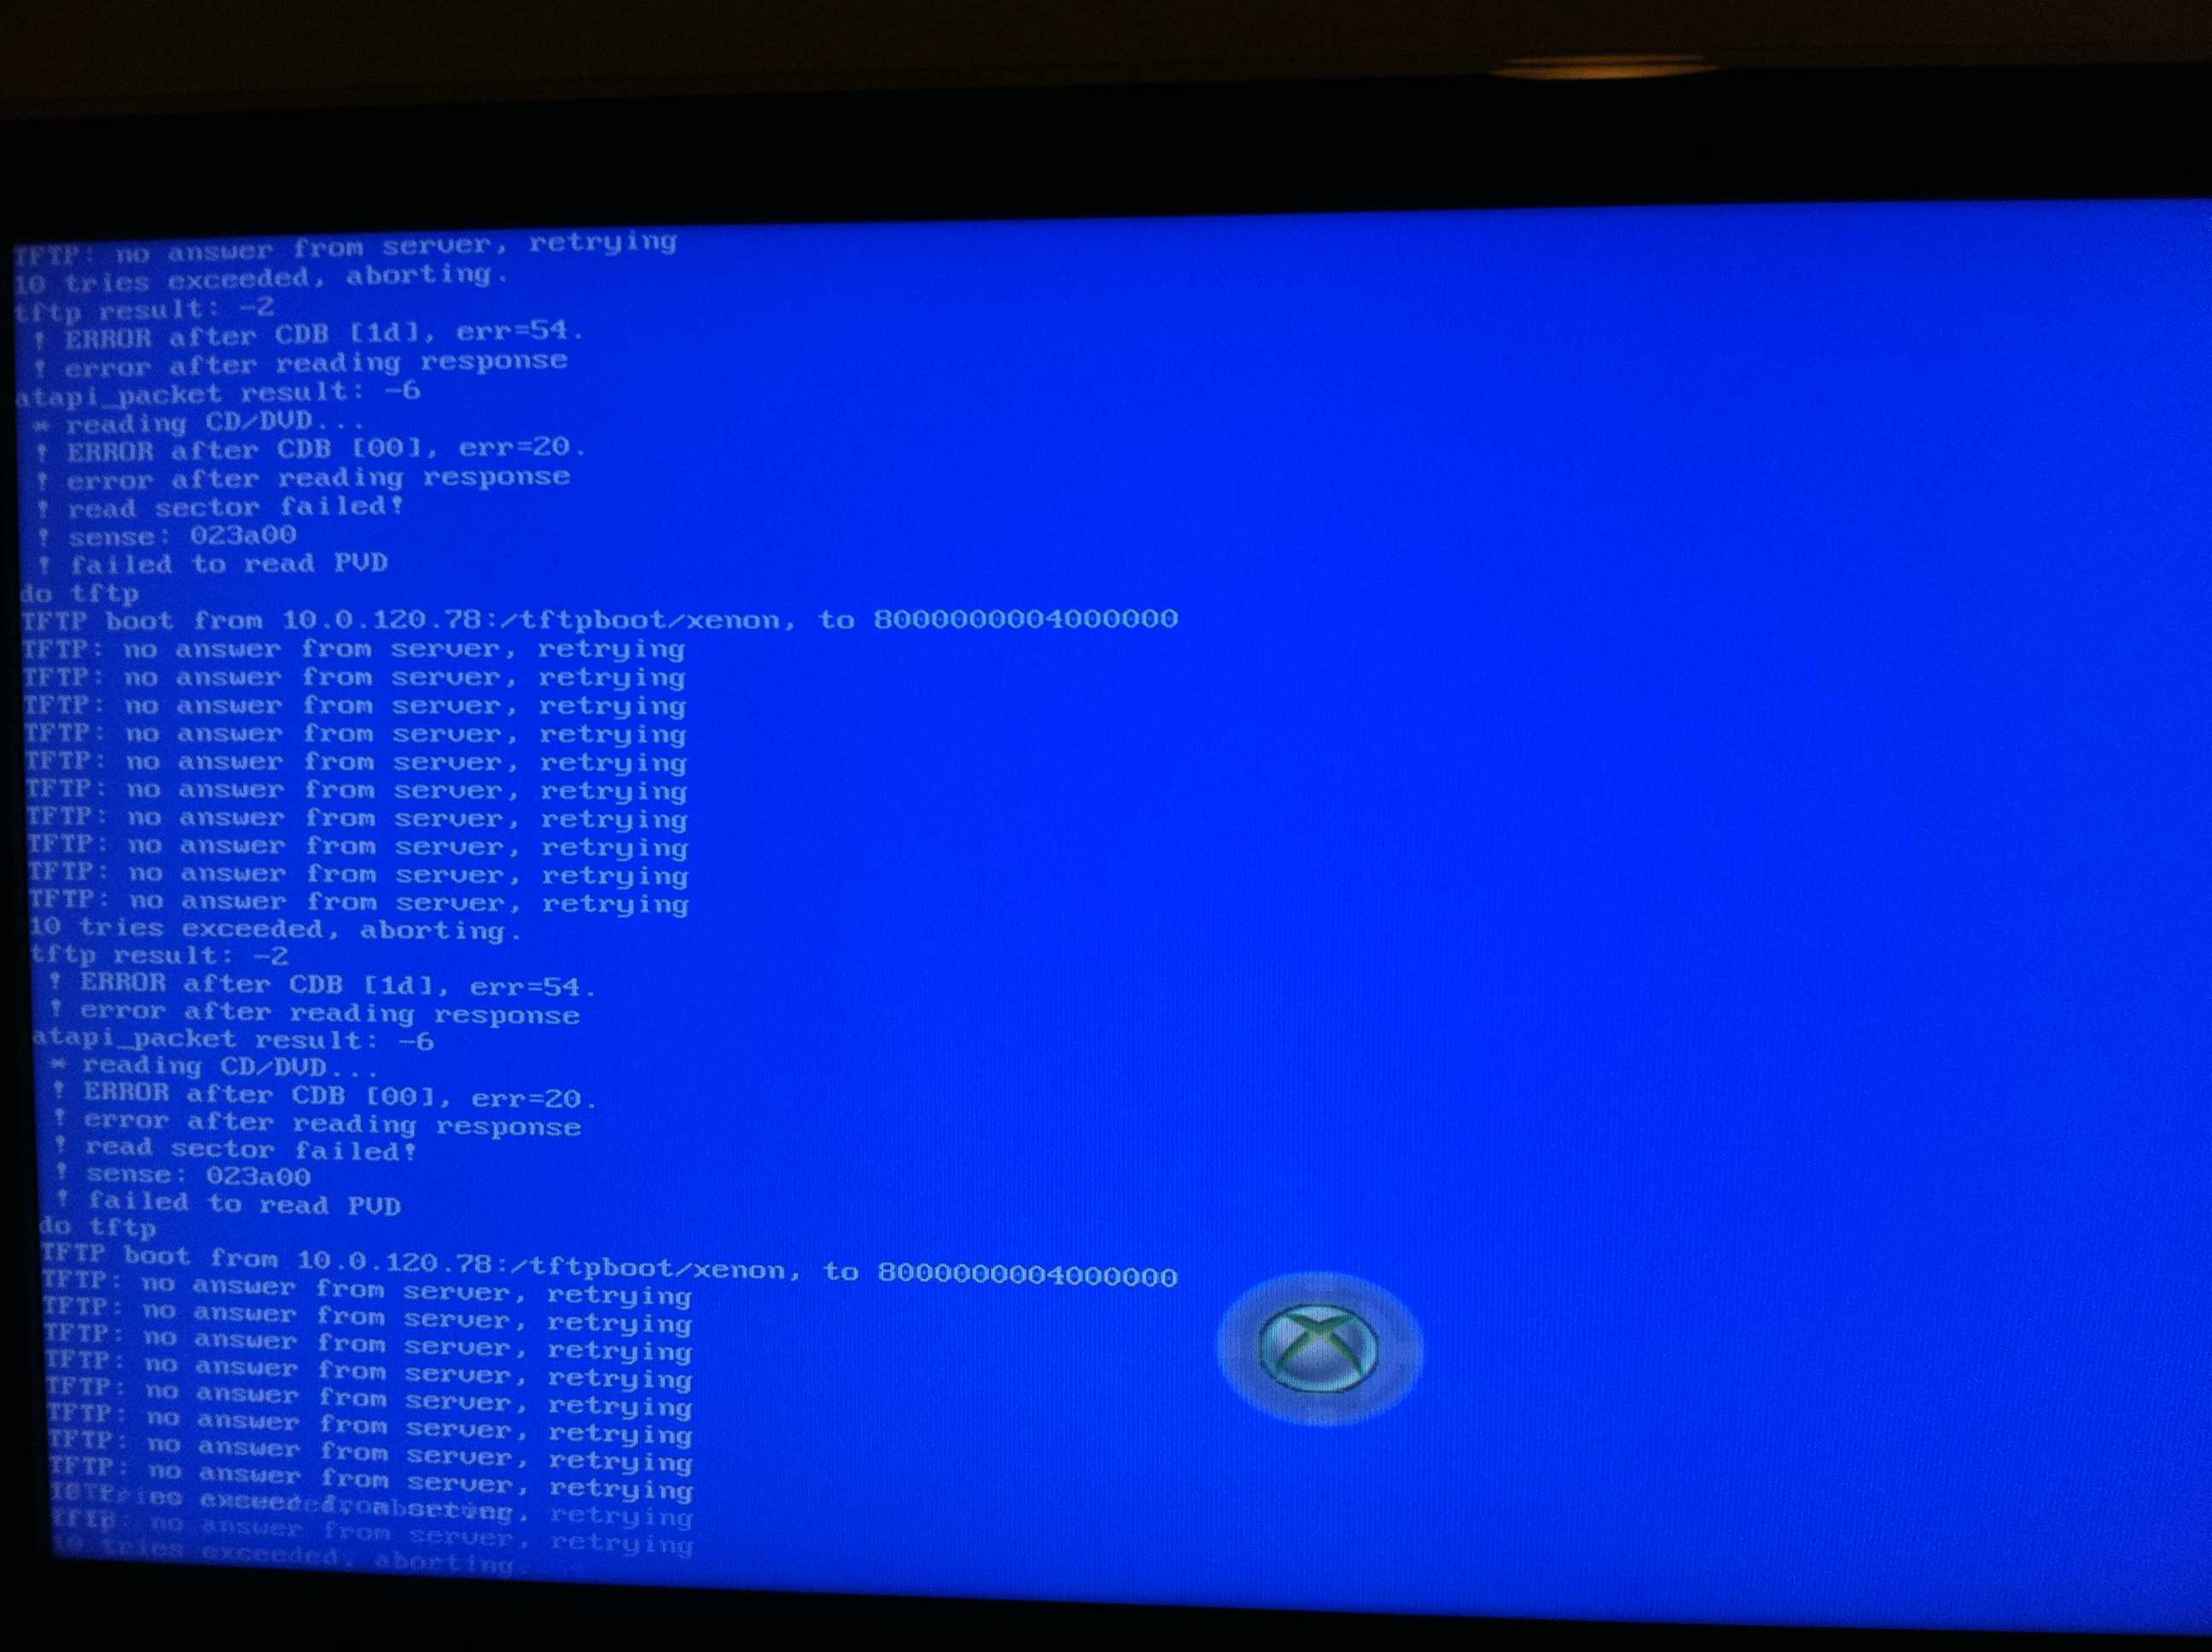 TFTP: no answer from server, retrying
10 tries exceeded, aborting.
tftp result: -2
! ERROR after CDB [1d], err=54.
! error after reading response
atapi_packet result: -6
* reading CD/DVD...
! ERROR after CDB [00], err=20.
! error after reading response
! read sector failed!
! sense: 023a00
! failed to read PVD
do tftp
TFTP boot from 10.0.120.78:/tftpboot/xenon, to 8000000004000000
TFTP: no answer from server, retrying
TFTP: no answer from server, retrying
TFTP: no answer from server, retrying
TFTP: no answer from server, retrying
TFTP: no answer from server, retrying
TFTP: no answer from server, retrying
TFTP: no answer from server, retrying
TFTP: no answer from server, retrying
TFTP: no answer from server, retrying
TFTP: no answer from server, retrying
10 tries exceeded, aborting.
tftp result: -2
! ERROR after CDB [1d], err=54.
! error after reading response
atapi_packet result: -6
* reading CD/DVD...
! ERROR after CDB [00], err=20.
! error after reading response
! read sector failed!
! sense: 023a00
! failed to read PVD
do tftp
TFTP boot from 10.0.120.78:/tftpboot/xenon, to 8000000004000000
TFTP: no answer from server, retrying
TFTP: no answer from server, retrying
TFTP: no answer from server, retrying
TFTP: no answer from server, retrying
TFTP: no answer from server, retrying
TFTP: no answer from server, retrying
TFTP: no answer from server, retrying
TFTP: no answer from server, retrying
retrying
TFTP: no answer from server, retrying
10 tries exceeded, aborting.